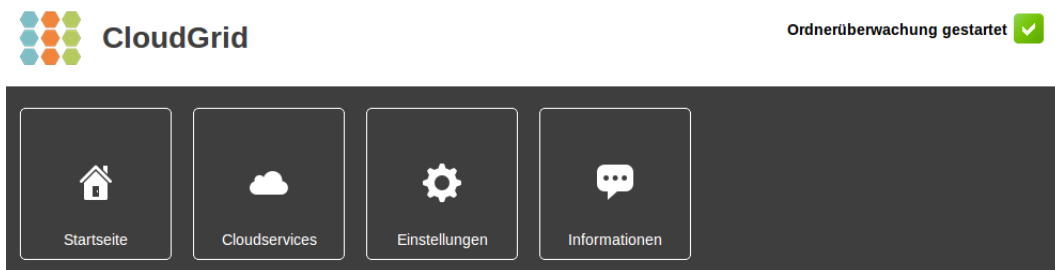 CloudGrid
Ordnerüberwachung gestartet
Startseite
Cloudservices
Einstellungen
Informationen